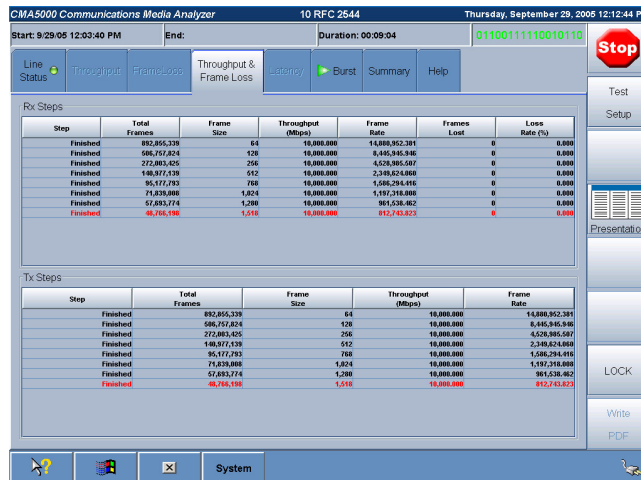 CMA5000 Communications Media Analyzer 10 RFC 2544 Thursday, September 29, 2005 12:12:44 P
Start: 9/29/05 12:03:40 PM End: Duration: 00:09:04 01100111110010110
Stop
Line Status Throughput FrameLoss Throughput & Frame Loss Latency Burst Summary Help
Test Setup
Rx Steps
Step Total Frames Frame Size Throughput (Mbps) Frame Rate Frames Lost Loss Rate (%)
Finished 892,855,339 64 10,000.000 14,880,952.381 0 0.000
Finished 506,757,824 128 10,000.000 8,445,945.946 0 0.000
Finished 272,003,425 256 10,000.000 4,528,985.507 0 0.000
Finished 140,977,139 512 10,000.000 2,349,624.060 0 0.000
Finished 95,177,793 768 10,000.000 1,586,294.416 0 0.000
Finished 71,839,008 1,024 10,000.000 1,197,318.008 0 0.000
Finished 57,693,774 1,280 10,000.000 961,538.462 0 0.000
Finished 48,766,198 1,518 10,000.000 812,743.823 0 0.000
Presentatio
Tx Steps
Step Total Frames Frame Size Throughput (Mbps) Frame Rate
Finished 892,855,339 64 10,000.000 14,880,952.381
Finished 506,757,824 128 10,000.000 8,445,945.946
Finished 272,003,425 256 10,000.000 4,528,985.507
Finished 140,977,139 512 10,000.000 2,349,624.060
Finished 95,177,793 768 10,000.000 1,586,294.416
Finished 71,839,008 1,024 10,000.000 1,197,318.008
Finished 57,693,774 1,280 10,000.000 961,538.462
Finished 48,766,198 1,518 10,000.000 812,743.823
LOCK
Write PDF
System